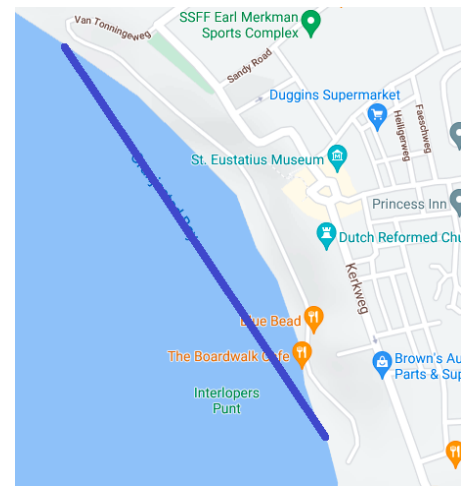 SSFF Earl Merkman
Sports Complex
Van Tonningeweg
Sandy Road
Duggins Supermarket
Heiligerweg
Faeschweg
St. Eustatius Museum
Princess Inn
Dutch Reformed Chu
Kerkweg
Blue Bead
The Boardwalk Cafe
Brown's Au
Parts & Sup
Interlopers
Punt